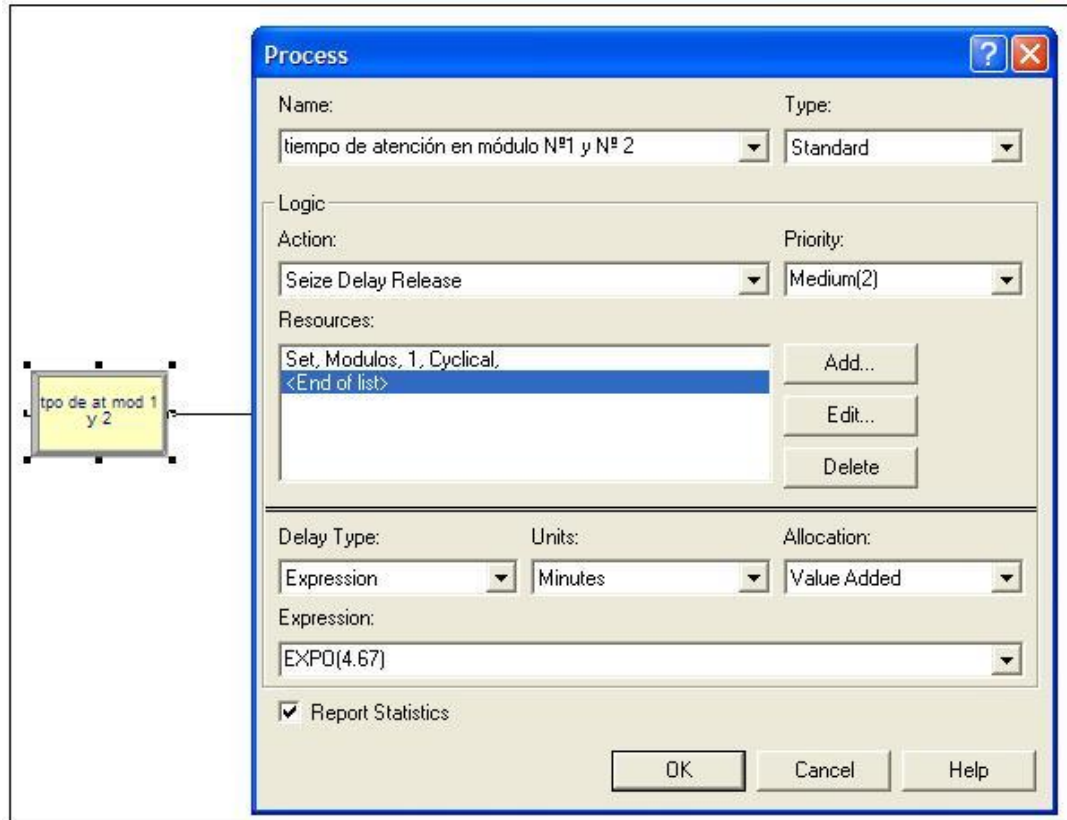 Process
Name:
Type:
tiempo de atención en módulo Nº1 y Nº 2
Standard
Logic
Action:
Priority:
Seize Delay Release
Medium(2)
Resources:
Set, Modulos, 1, Cyclical,
<End of list>
Add...
Edit...
Delete
tpo de at mod 1
y 2
Delay Type:
Units:
Allocation:
Expression
Minutes
Value Added
Expression:
EXPO(4.67)
Report Statistics
OK
Cancel
Help